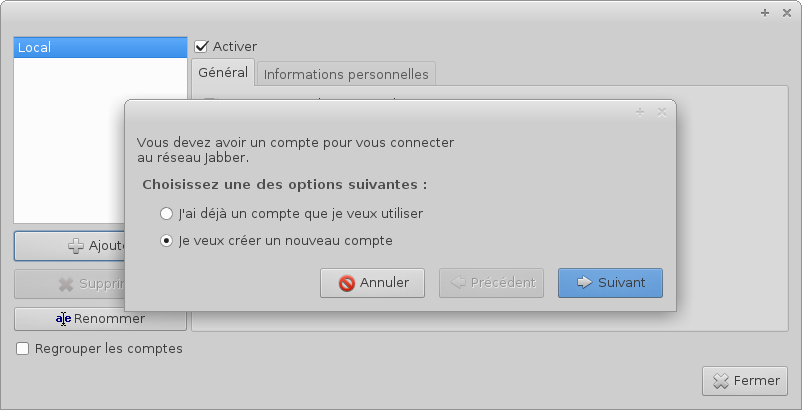 Local
Activer
Général
Informations personnelles
Vous devez avoir un compte pour vous connecter
au réseau Jabber.
Choisissez une des options suivantes :
J'ai déjà un compte que je veux utiliser
Je veux créer un nouveau compte
Annuler
Précédent
Suivant
Ajoute
Supprin
Renommer
Regrouper les comptes
Fermer